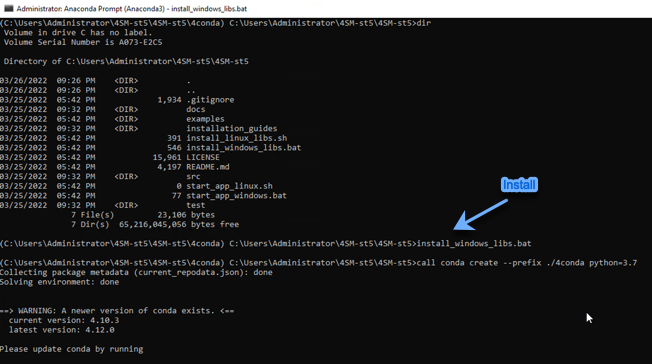 Administrator: Anaconda Prompt (Anaconda3) - install_windows_libs.bat
(C:\Users\Administrator\4SM-st5\4SM-st5\4conda) C:\Users\Administrator\4SM-st5\4SM-st5>dir
Volume in drive C has no label.
Volume Serial Number is A073-E2C5
Directory of C:\Users\Administrator\4SM-st5\4SM-st5
03/26/2022 09:26 PM <DIR> .
03/26/2022 09:26 PM <DIR> ..
03/25/2022 05:42 PM 1,934 .gitignore
03/25/2022 09:32 PM <DIR> docs
03/25/2022 05:42 PM <DIR> examples
03/25/2022 09:32 PM <DIR> installation_guides
03/25/2022 05:42 PM 391 install_linux_libs.sh
03/25/2022 05:42 PM 546 install_windows_libs.bat
03/25/2022 05:42 PM 15,961 LICENSE
03/25/2022 05:42 PM 4,197 README.md
03/25/2022 09:32 PM <DIR> src
03/25/2022 05:42 PM 0 start_app_linux.sh
03/25/2022 05:42 PM 77 start_app_windows.bat
03/25/2022 09:32 PM <DIR> test
7 File(s) 23,106 bytes
7 Dir(s) 65,216,045,056 bytes free
Install
(C:\Users\Administrator\4SM-st5\4SM-st5\4conda) C:\Users\Administrator\4SM-st5\4SM-st5>install_windows_libs.bat
(C:\Users\Administrator\4SM-st5\4SM-st5\4conda) C:\Users\Administrator\4SM-st5\4SM-st5>call conda create --prefix ./4conda python=3.7
Collecting package metadata (current_repodata.json): done
Solving environment: done
==> WARNING: A newer version of conda exists. <==
current version: 4.10.3
latest version: 4.12.0
Please update conda by running